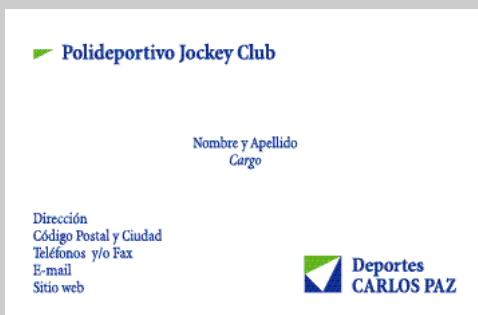 Polideportivo Jockey Club
Nombre y Apellido
Cargo
Dirección
Código Postal y Ciudad
Teléfonos y/o Fax
E-mail
Sitio web
Deportes
CARLOS PAZ